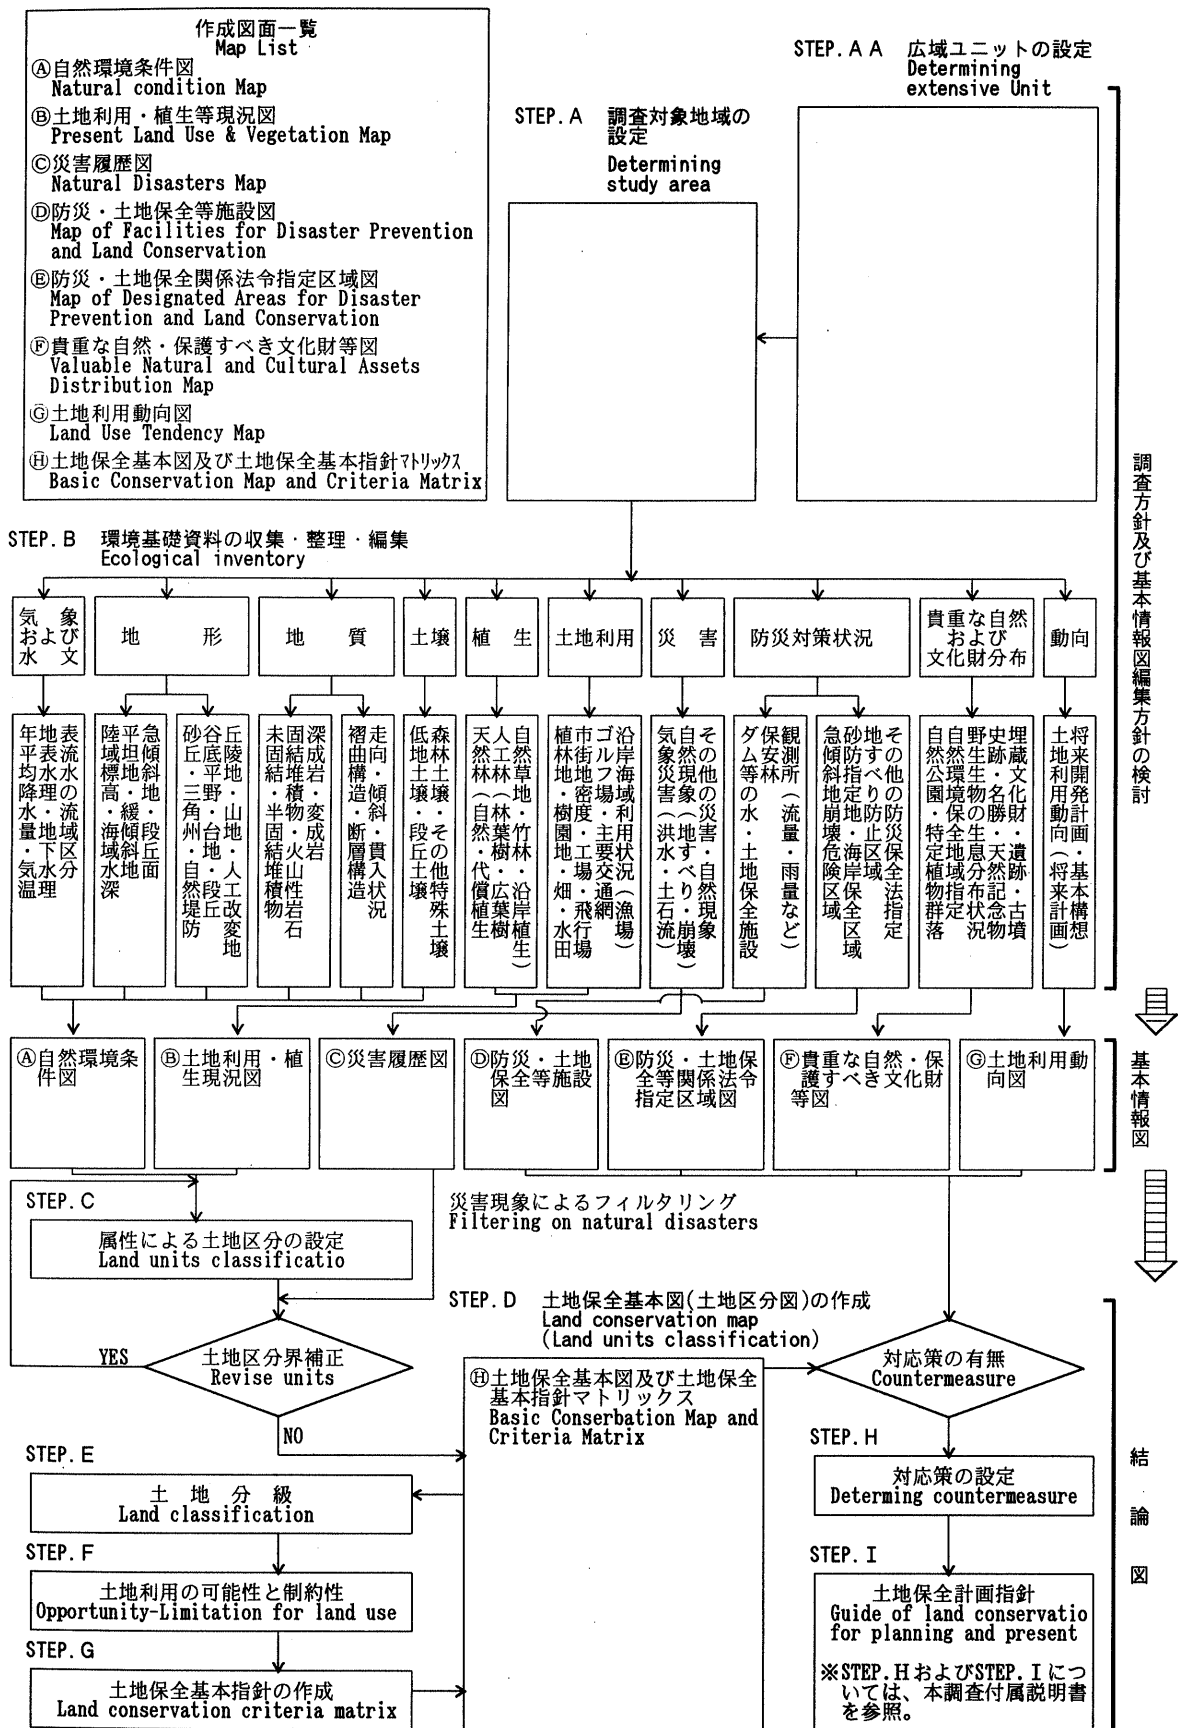 作成図面一覧
Map List
Ⓐ自然環境条件図
Natural condition Map
Ⓑ土地利用・植生等現況図
Present Land Use & Vegetation Map
Ⓒ災害履歴図
Natural Disasters Map
Ⓓ防災・土地保全等施設図
Map of Facilities for Disaster Prevention
and Land Conservation
Ⓔ防災・土地保全関係法令指定区域図
Map of Designated Areas for Disaster
Prevention and Land Conservation
Ⓕ貴重な自然・保護すべき文化財等図
Valuable Natural and Cultural Assets
Distribution Map
Ⓖ土地利用動向図
Land Use Tendency Map
Ⓗ土地保全基本図及び土地保全基本指針マトリックス
Basic Conservation Map and Criteria Matrix
STEP. A A 広域ユニットの設定
Determining
extensive Unit
STEP. A 調査対象地域の
設定
Determining
study area
調査方針及び基本情報図編集方針の検討
STEP. B 環境基礎資料の収集・整理・編集
Ecological inventory
気象
および
水文
地形
地質
土壌
植生
土地利用
災害
防災対策状況
貴重な自然
および
文化財分布
動向
表流水の流域区分
地表水理・地下水理
年平均降水量・気温
急傾斜地・段丘面
平坦地・緩傾斜地
陸域標高・海域水深
丘陵地・山地・人工改変地
谷底平野・台地・段丘
砂丘・三角州・自然堤防
深成岩・変成岩
固結堆積物・火山性岩石
未固結・半固結堆積物
走向・傾斜・貫入状況
褶曲構造・断層構造
森林土壌・その他特殊土壌
低地土壌・段丘土壌
自然草地・竹林・沿岸植生）
人工林（林葉樹・広葉樹
天然林（自然・代償植生
沿岸海域利用状況（漁場）
ゴルフ場・主要交通網
市街地密度・工場・飛行場
植林地・樹園地・畑・水田
その他の災害・自然現象
自然現象（地すべり・崩壊）
気象災害（洪水・土石流）
観測所（流量・雨量など）
保安林
ダム等の水・土地保全施設
その他の防災保全法指定
地すべり防止区域
砂防指定地・海岸保全区域
急傾斜地崩壊危険区域
埋蔵文化財・遺跡・古墳
史跡・名勝・天然記念物
野生生物の生息分布状況
自然環境保全地域指定
自然公園・特定植物群落
将来開発計画・基本構想
土地利用動向（将来計画）
Ⓐ自然環境条
件図
Ⓑ土地利用・植
生現況図
Ⓒ災害履歴図
Ⓓ防災・土地
保全等施設
図
Ⓔ防災・土地保
全等関係法令
指定区域図
Ⓕ貴重な自然・保
護すべき文化財
等図
Ⓖ土地利用動
向図
基本情報図
STEP. C
属性による土地区分の設定
Land units classificatio
災害現象によるフィルタリング
Filtering on natural disasters
STEP. D 土地保全基本図(土地区分図)の作成
Land conservation map
(Land units classification)
YES
土地区分界補正
Revise units
NO
Ⓗ土地保全基本図及び土地保全
基本指針マトリックス
Basic Conserbation Map and
Criteria Matrix
対応策の有無
Countermeasure
STEP. E
土地分級
Land classification
STEP. F
土地利用の可能性と制約性
Opportunity-Limitation for land use
STEP. G
土地保全基本指針の作成
Land conservation criteria matrix
STEP. H
対応策の設定
Determing countermeasure
STEP. I
土地保全計画指針
Guide of land conservatio
for planning and present
※STEP. HおよびSTEP. Iにつ
いては、本調査付属説明書
を参照。
結論図